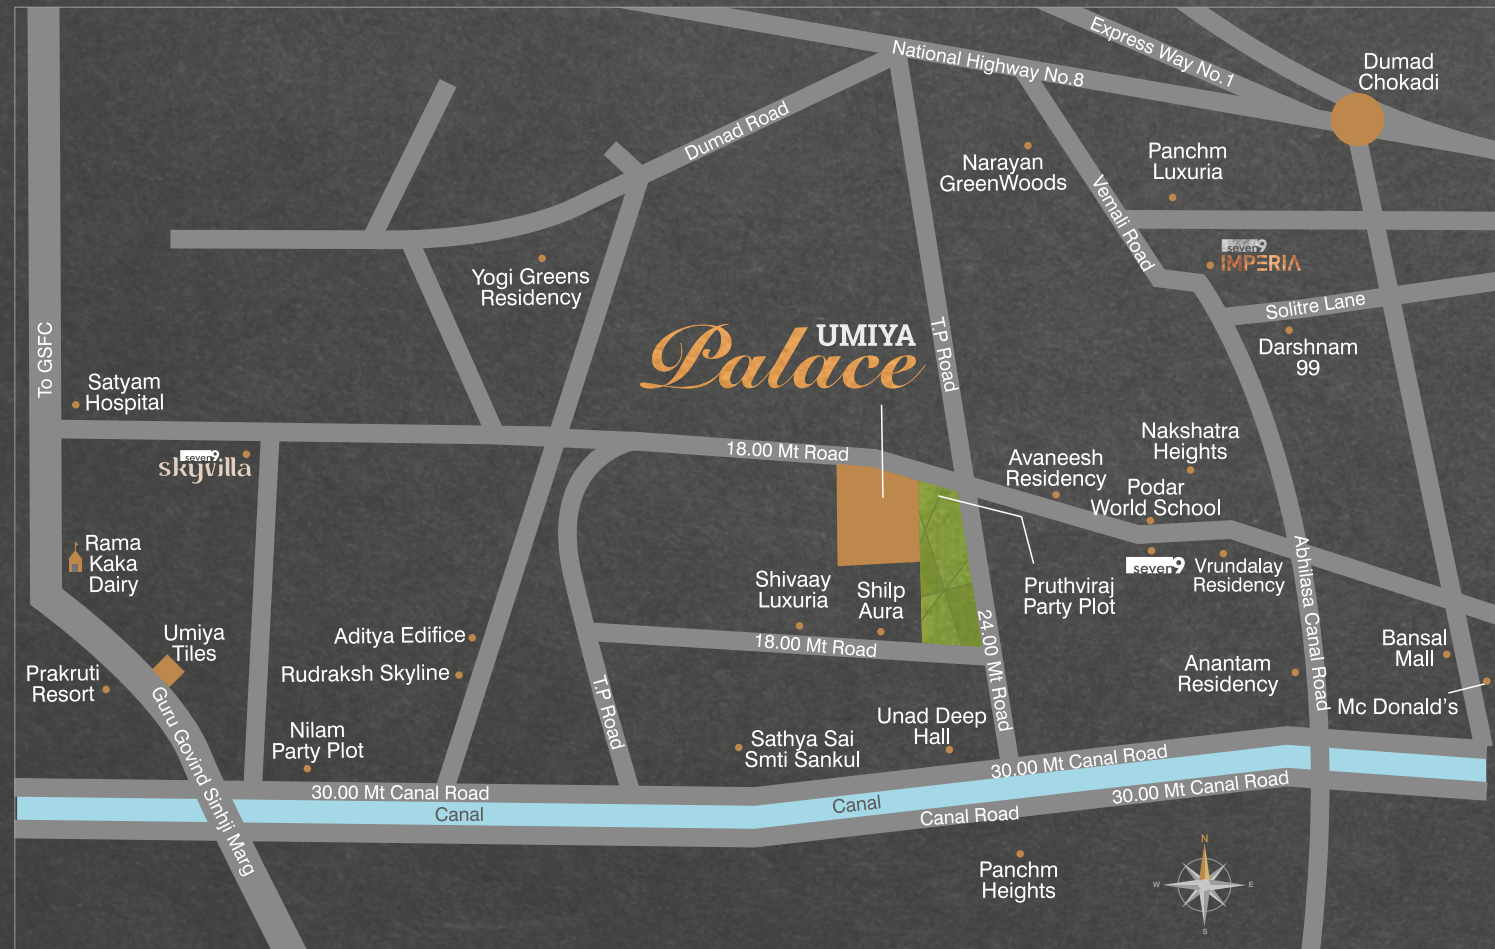 Express Way No.1
National Highway No.8
Dumad
Chokadi
Dumad Road
Narayan
GreenWoods
Panchm
Luxuria
Vemali Road
seven9
IMPERIA
Yogi Greens
Residency
Solitre Lane
Darshnam
99
UMIYA
Palace
T.P Road
To GSFC
Satyam
Hospital
seven9
skyvilla
18.00 Mt Road
Avaneesh
Residency
Nakshatra
Heights
Podar
World School
seven9
Vrundalay
Residency
Rama
Kaka
Dairy
Shivaay
Luxuria
Shilp
Aura
Pruthviraj
Party Plot
Abhilasa Canal Road
Umiya
Tiles
Aditya Edifice
18.00 Mt Road
24.00 Mt Road
Bansal
Mall
Prakruti
Resort
Rudraksh Skyline
Anantam
Residency
Mc Donald's
Guru Govind Sinhji Marg
Nilam
Party Plot
T.P Road
Sathya Sai
Smti Sankul
Unad Deep
Hall
30.00 Mt Canal Road
30.00 Mt Canal Road
30.00 Mt Canal Road
Canal
Canal
Canal Road
Panchm
Heights
N
W
E
S